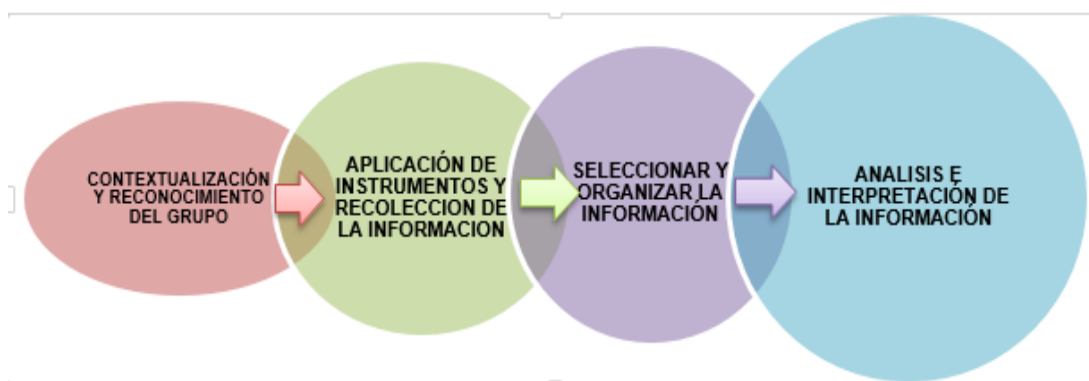 CONTEXTUALIZACIÓN
Y RECONOCIMIENTO
DEL GRUPO
APLICACIÓN DE
INSTRUMENTOS Y
RECOLECCION DE
LA INFORMACION
SELECCIONAR Y
ORGANIZAR LA
INFORMACIÓN
ANALISIS E
INTERPRETACIÓN DE
LA INFORMACIÓN